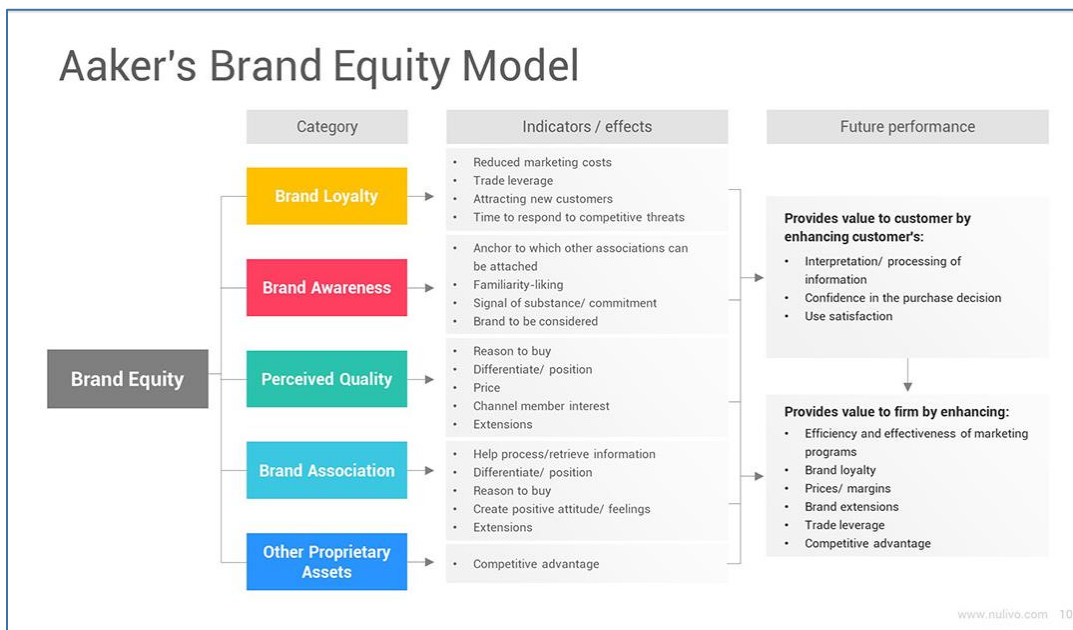 Aaker's Brand Equity Model
Category
Indicators / effects
Future performance
Brand Equity
Brand Loyalty
• Reduced marketing costs
• Trade leverage
• Attracting new customers
• Time to respond to competitive threats
Brand Awareness
• Anchor to which other associations can
be attached
• Familiarity-liking
• Signal of substance/ commitment
• Brand to be considered
Perceived Quality
• Reason to buy
• Differentiate/ position
• Price
• Channel member interest
• Extensions
Brand Association
• Help process/retrieve information
• Differentiate/ position
• Reason to buy
• Create positive attitude/ feelings
• Extensions
Other Proprietary
Assets
• Competitive advantage
Provides value to customer by
enhancing customer's:
• Interpretation/ processing of
information
• Confidence in the purchase decision
• Use satisfaction
Provides value to firm by enhancing:
• Efficiency and effectiveness of marketing
programs
• Brand loyalty
• Prices/ margins
• Brand extensions
• Trade leverage
• Competitive advantage
www.nulivo.com 10